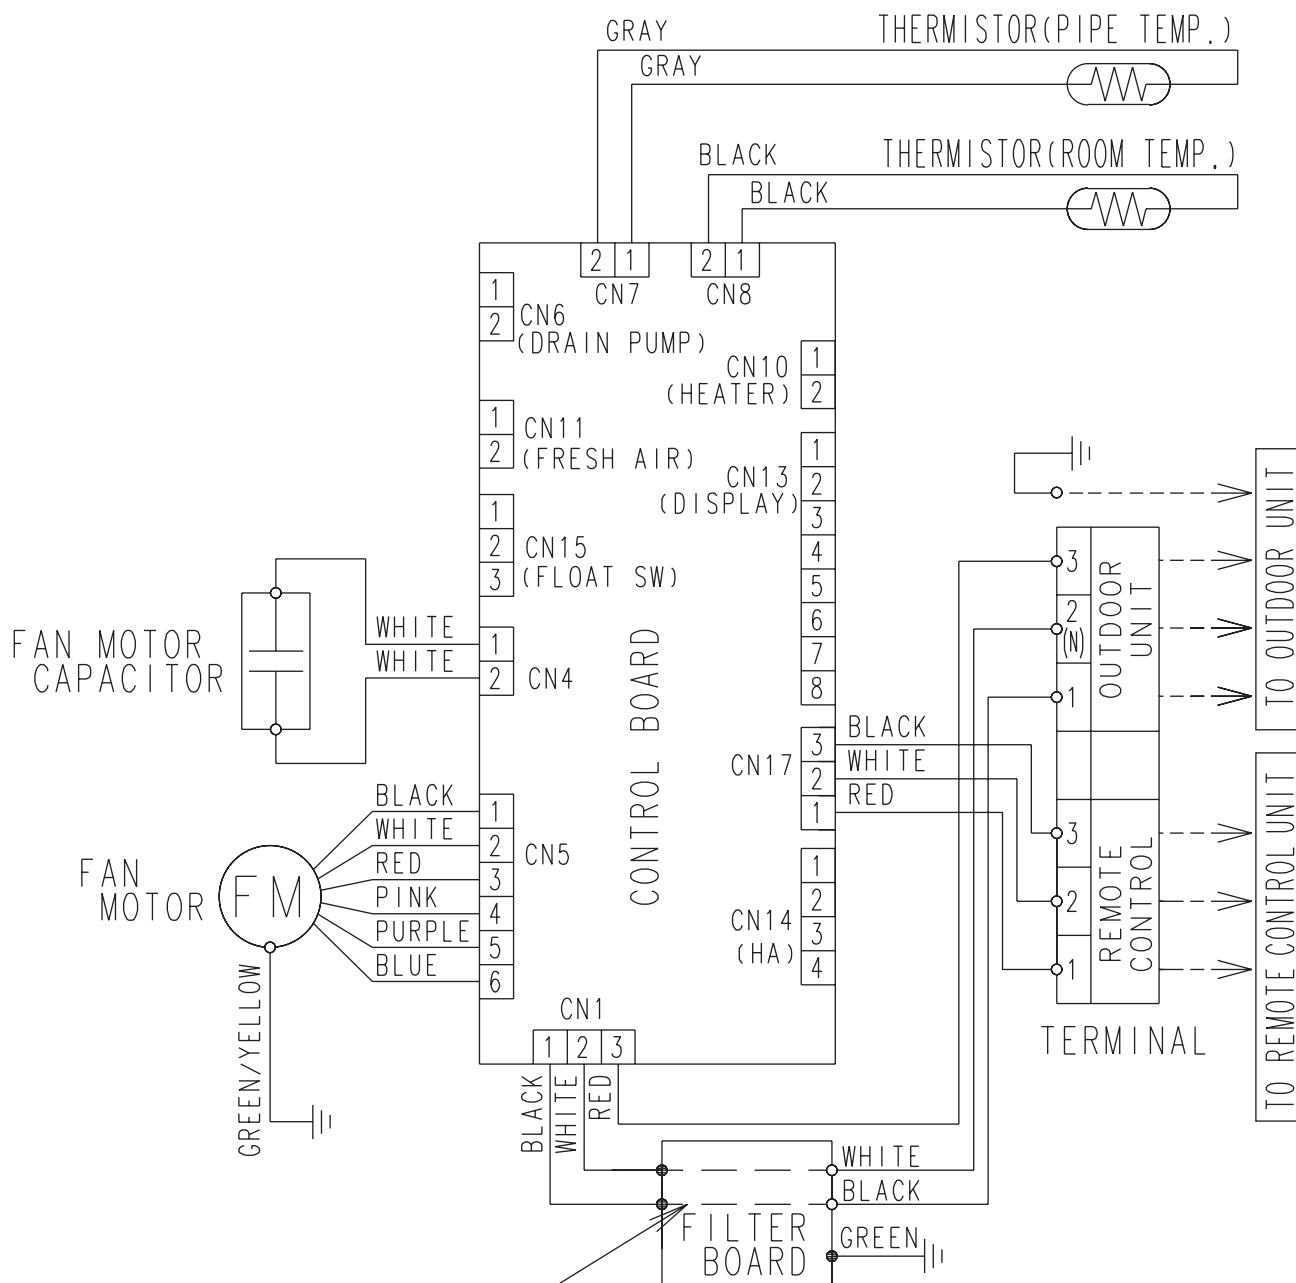 GRAY
THERMISTOR(PIPE TEMP.)
GRAY
BLACK
THERMISTOR(ROOM TEMP.)
BLACK
2 1
CN7
2 1
CN8
1
2
CN6
(DRAIN PUMP)
CN10
(HEATER)
1
2
1
2
CN11
(FRESH AIR)
CN13
(DISPLAY)
1
2
3
4
5
6
7
8
1
2
3
CN15
(FLOAT SW)
FAN MOTOR
CAPACITOR
WHITE
WHITE
1
2
CN4
CONTROL BOARD
BLACK
WHITE
RED
CN17
3
2
1
FAN
MOTOR
FM
BLACK
WHITE
RED
PINK
PURPLE
BLUE
1
2
3
4
5
6
CN5
GREEN/YELLOW
CN14
(HA)
1
2
3
4
3
2
(N)
1
OUTDOOR
UNIT
3
2
1
REMOTE
CONTROL
TERMINAL
TO OUTDOOR UNIT
TO REMOTE CONTROL UNIT
CN1
1 2 3
BLACK
WHITE
RED
WHITE
BLACK
FILTER
BOARD
GREEN